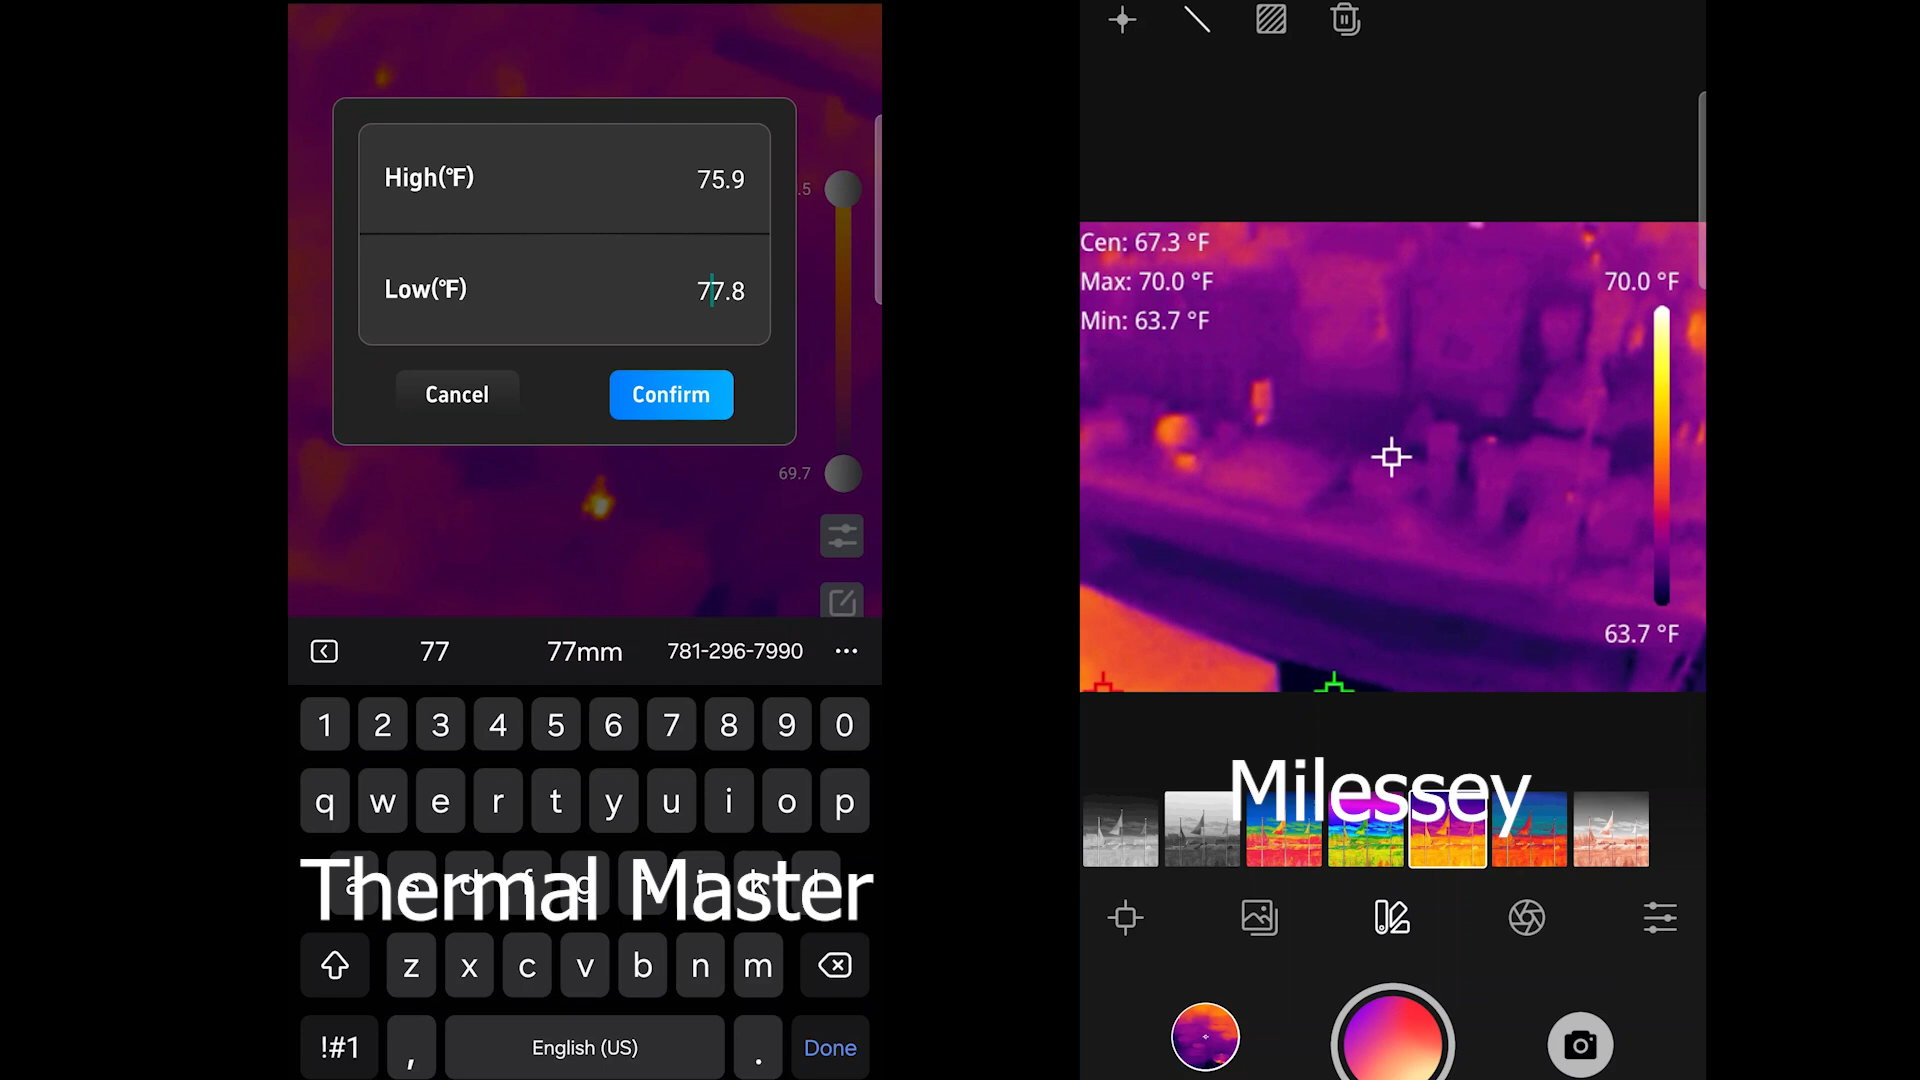 High(℉) 75.9
.5
Low(℉) 77.8
Cancel Confirm
69.7
77 77mm 781-296-7990 ...
1 2 3 4 5 6 7 8 9 0
q w e r t y u i o p
Thermal Master
z x c v b n m
!#1 , English (US) . Done
Cen: 67.3 °F
Max: 70.0 °F
70.0 °F
Min: 63.7 °F
63.7 °F
Milessey